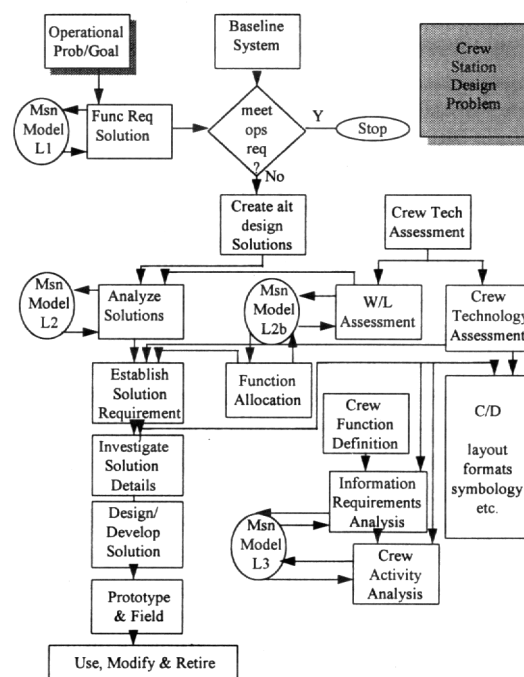 Operational
Prob/Goal
Baseline
System
Crew
Station
Design
Problem
Msn
Model
L1
Func Req
Solution
meet
ops
req
?
Y
Stop
No
Create alt
design
Solutions
Crew Tech
Assessment
Msn
Model
L2
Analyze
Solutions
Msn
Model
L2b
W/L
Assessment
Crew
Technology
Assessment
Establish
Solution
Requirement
Function
Allocation
Crew
Function
Definition
C/D
layout
formats
symbology
etc.
Investigate
Solution
Details
Information
Requirements
Analysis
Design/
Develop
Solution
Msn
Model
L3
Crew
Activity
Analysis
Prototype
& Field
Use, Modify & Retire